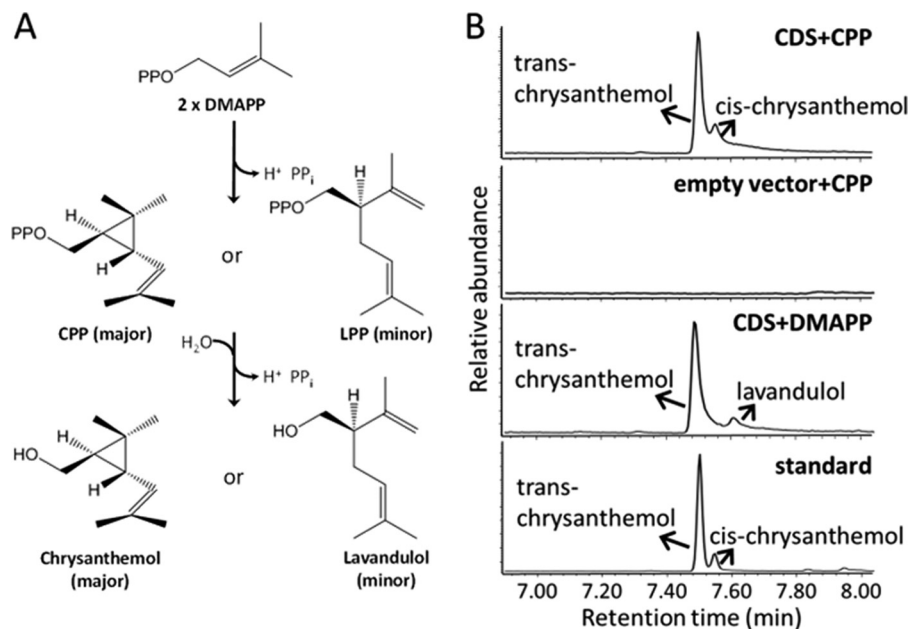 A
PPO
2 x DMAPP
H⁺ PPᵢ
H
PPO
H
H
PPO
or
CPP (major)
LPP (minor)
H₂O
H⁺ PPᵢ
H
HO
H
H
HO
or
Chrysanthemol
(major)
Lavandulol
(minor)
B
Relative abundance
CDS+CPP
trans-
chrysanthemol
cis-chrysanthemol
empty vector+CPP
CDS+DMAPP
trans-
chrysanthemol
lavandulol
standard
trans-
chrysanthemol
cis-chrysanthemol
7.00 7.20 7.40 7.60 7.80 8.00
Retention time (min)